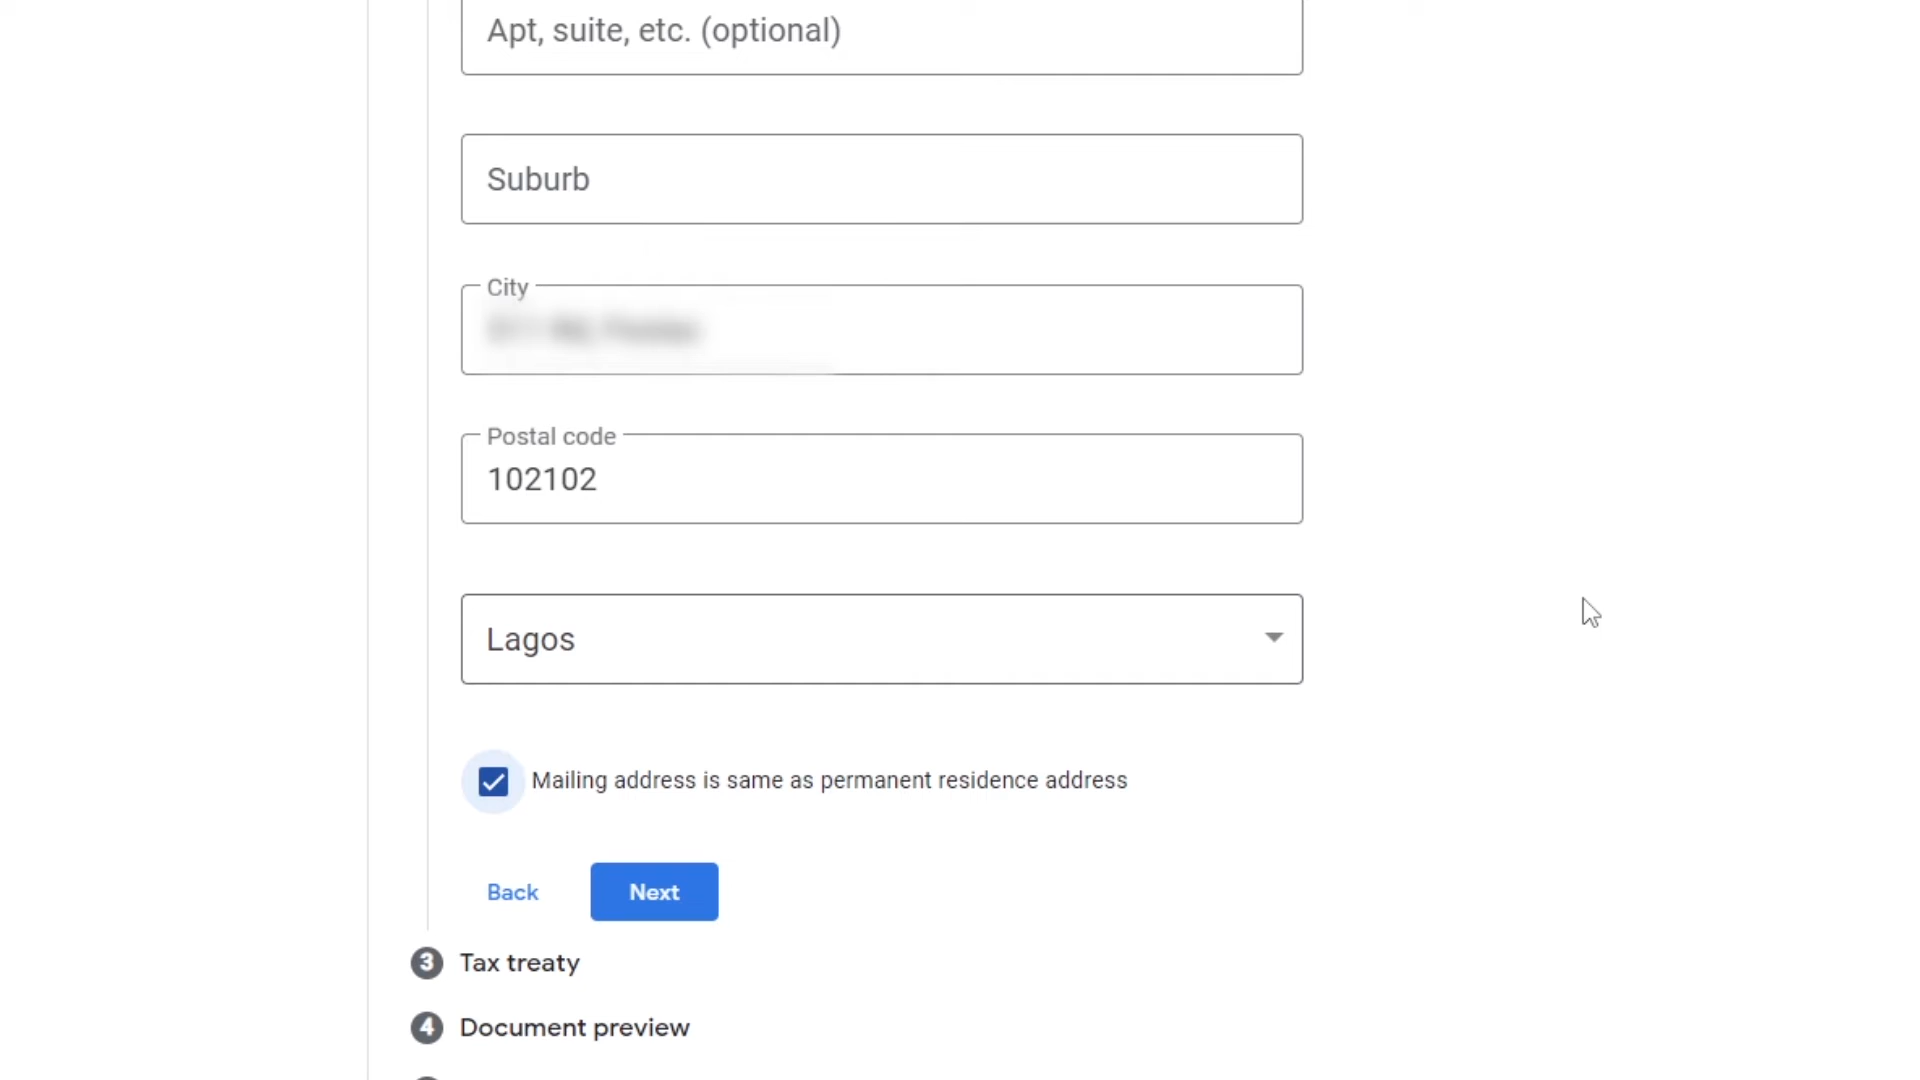 Apt, suite, etc. (optional)
Suburb
City
Postal code
102102
Lagos
Mailing address is same as permanent residence address
Back
Next
3 Tax treaty
4 Document preview